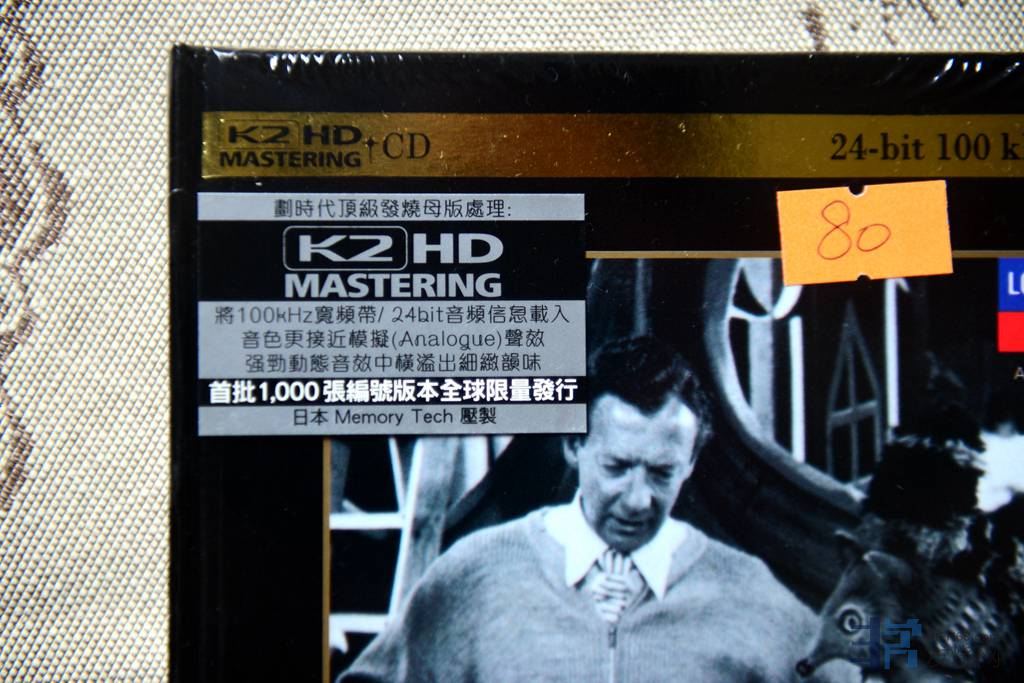 K2 HD
MASTERING
+CD
24-bit 100 k
80
劃時代頂級發燒母版處理:
K2 HD
MASTERING
將100kHz寬頻帶/ 24bit音頻信息載入
音色更接近模擬(Analogue)聲效
强勁動態音效中橫溢出細緻韻味
首批1,000張編號版本全球限量發行
日本 Memory Tech 壓製